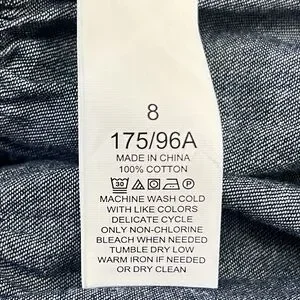 8
175/96A
MADE IN CHINA
100% COTTON
30
MACHINE WASH COLD
WITH LIKE COLORS
DELICATE CYCLE
ONLY NON-CHLORINE
BLEACH WHEN NEEDED
TUMBLE DRY LOW
WARM IRON IF NEEDED
OR DRY CLEAN